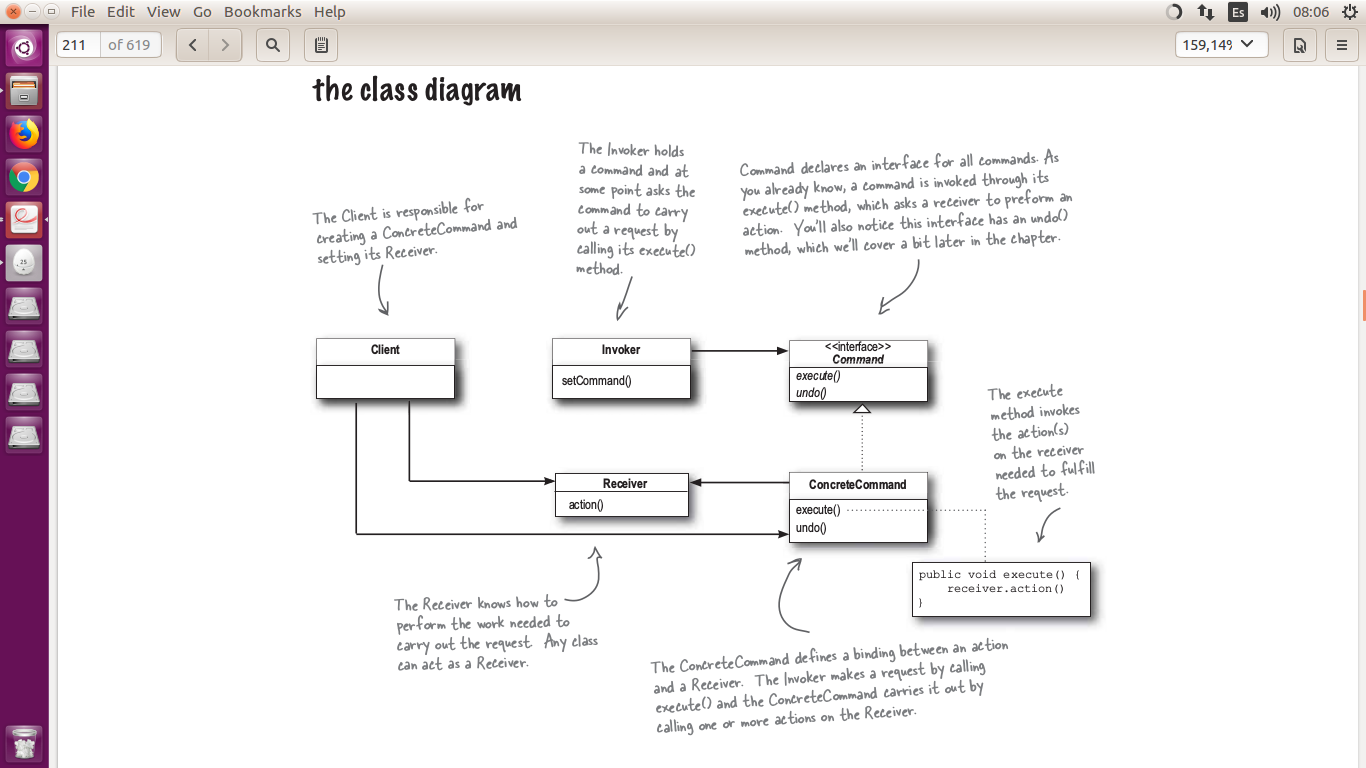 File Edit View Go Bookmarks Help
Es
08:06
211 of 619
159,14%
the class diagram
The Client is responsible for
creating a ConcreteCommand and
setting its Receiver.
The Invoker holds
a command and at
some point asks the
command to carry
out a request by
calling its execute()
method.
Command declares an interface for all commands. As
you already know, a command is invoked through its
execute() method, which asks a receiver to preform an
action. You'll also notice this interface has an undo()
method, which we'll cover a bit later in the chapter.
Client
Invoker
setCommand()
<<interface>>
Command
execute()
undo()
The execute
method invokes
the action(s)
on the receiver
needed to fulfill
the request.
Receiver
action()
ConcreteCommand
execute()
undo()
public void execute() {
receiver.action()
}
The Receiver knows how to
perform the work needed to
carry out the request. Any class
can act as a Receiver.
The ConcreteCommand defines a binding between an action
and a Receiver. The Invoker makes a request by calling
execute() and the ConcreteCommand carries it out by
calling one or more actions on the Receiver.